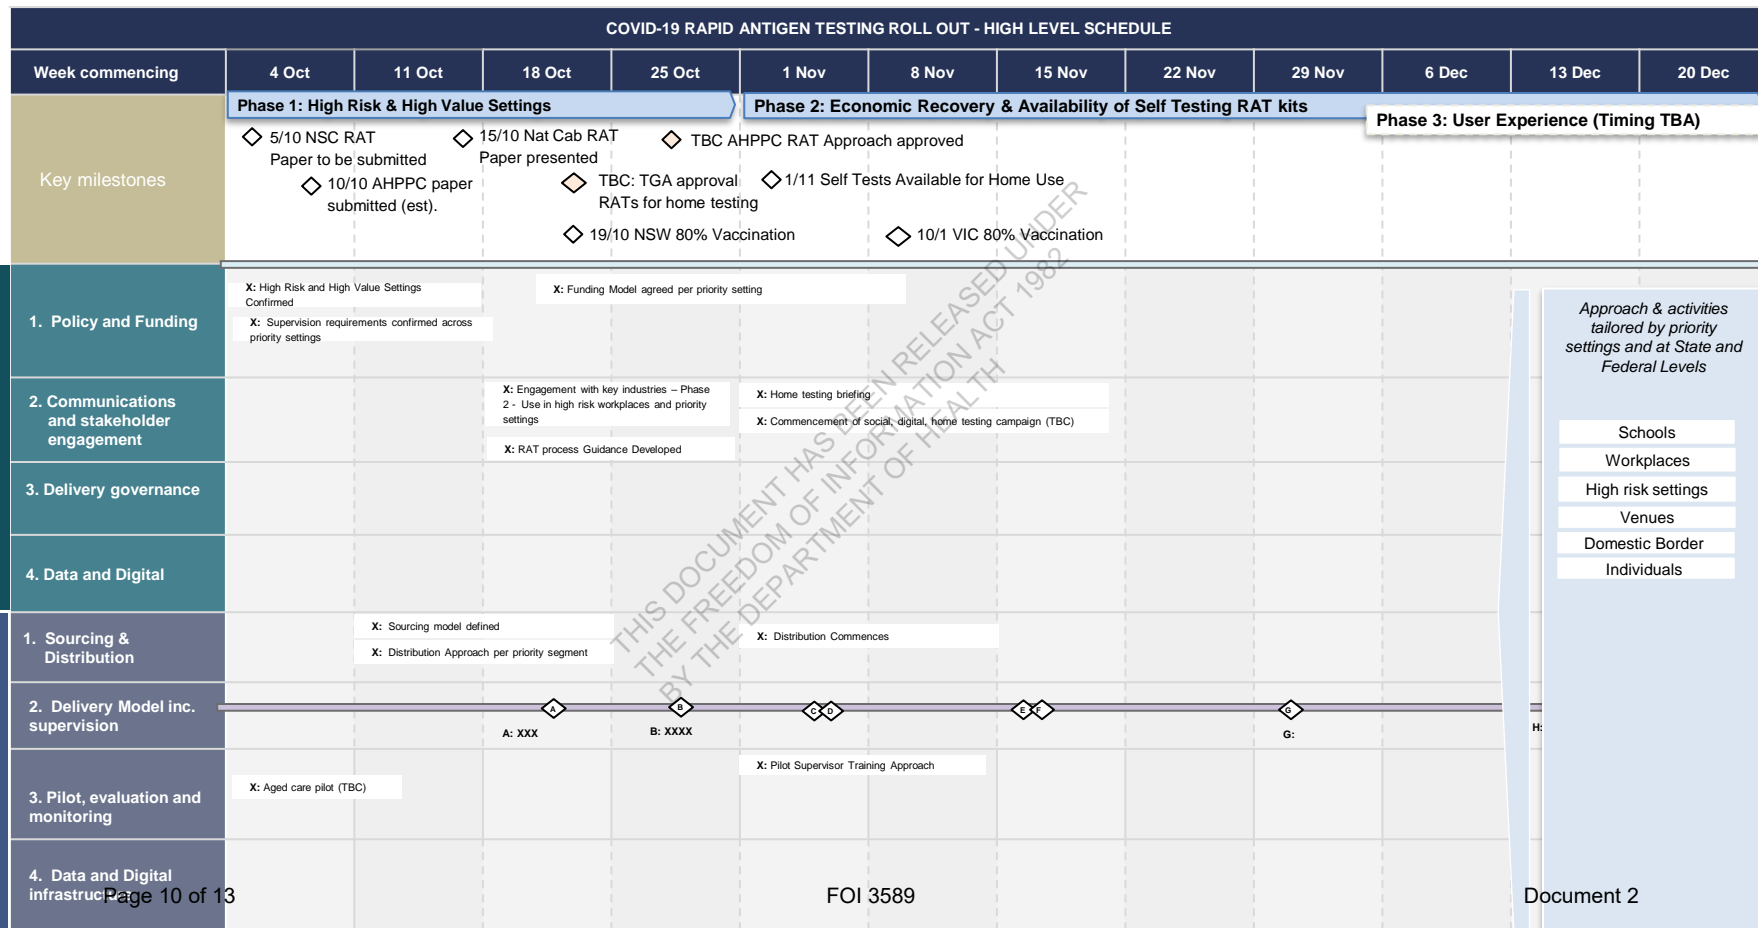 COVID-19 RAPID ANTIGEN TESTING ROLL OUT - HIGH LEVEL SCHEDULE
Week commencing
4 Oct
11 Oct
18 Oct
25 Oct
1 Nov
8 Nov
15 Nov
22 Nov
29 Nov
6 Dec
13 Dec
20 Dec
Phase 1: High Risk & High Value Settings
Phase 2: Economic Recovery & Availability of Self Testing RAT kits
Phase 3: User Experience (Timing TBA)
Key milestones
5/10 NSC RAT
Paper to be submitted
15/10 Nat Cab RAT
Paper presented
TBC AHPPC RAT Approach approved
10/10 AHPPC paper
submitted (est).
TBC: TGA approval
RATs for home testing
1/11 Self Tests Available for Home Use
19/10 NSW 80% Vaccination
10/1 VIC 80% Vaccination
1. Policy and Funding
X: High Risk and High Value Settings
Confirmed
X: Supervision requirements confirmed across
priority settings
X: Funding Model agreed per priority setting
2. Communications
and stakeholder
engagement
X: Engagement with key industries – Phase
2 - Use in high risk workplaces and priority
settings
X: RAT process Guidance Developed
X: Home testing briefing
X: Commencement of social, digital, home testing campaign (TBC)
3. Delivery governance
4. Data and Digital
1. Sourcing &
Distribution
X: Sourcing model defined
X: Distribution Approach per priority segment
X: Distribution Commences
2. Delivery Model inc.
supervision
A
B
C
D
E
F
G
A: XXX
B: XXXX
G:
H:
3. Pilot, evaluation and
monitoring
X: Aged care pilot (TBC)
X: Pilot Supervisor Training Approach
4. Data and Digital
infrastructure
Approach & activities
tailored by priority
settings and at State and
Federal Levels
Schools
Workplaces
High risk settings
Venues
Domestic Border
Individuals
THIS DOCUMENT HAS BEEN RELEASED UNDER
THE FREEDOM OF INFORMATION ACT 1982
BY THE DEPARTMENT OF HEALTH
Page 10 of 13
FOI 3589
Document 2